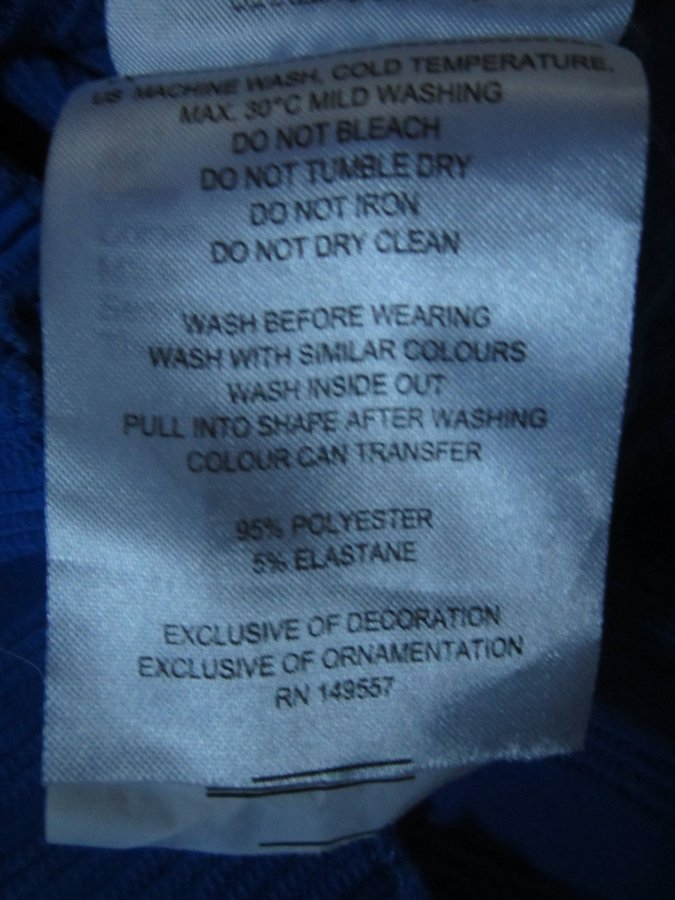 US MACHINE WASH, COLD TEMPERATURE,
MAX. 30°C MILD WASHING
DO NOT BLEACH
DO NOT TUMBLE DRY
DO NOT IRON
DO NOT DRY CLEAN
WASH BEFORE WEARING
WASH WITH SIMILAR COLOURS
WASH INSIDE OUT
PULL INTO SHAPE AFTER WASHING
COLOUR CAN TRANSFER
95% POLYESTER
5% ELASTANE
EXCLUSIVE OF DECORATION
EXCLUSIVE OF ORNAMENTATION
RN 149557